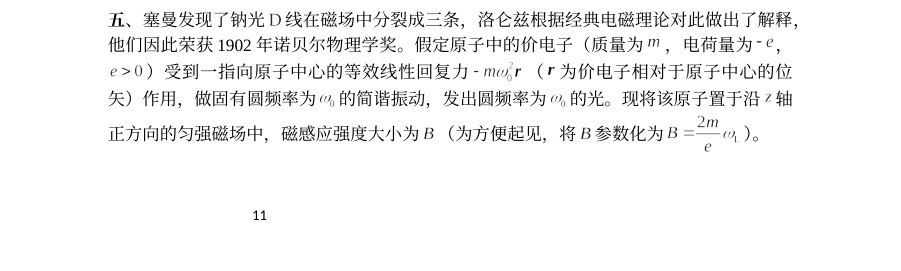 五、塞曼发现了钠光 D 线在磁场中分裂成三条，洛仑兹根据经典电磁理论对此做出了解释，
他们因此荣获 1902 年诺贝尔物理学奖。假定原子中的价电子（质量为 m ，电荷量为 -e，
e > 0 ）受到一指向原子中心的等效线性回复力 -mω₀²r （ r 为价电子相对于原子中心的位
矢）作用，做固有圆频率为 ω₀ 的简谐振动，发出圆频率为 ω₀ 的光。现将该原子置于沿 z 轴
正方向的匀强磁场中，磁感应强度大小为 B （为方便起见，将 B 参数化为 B = \frac{2m}{e} ω_L ）。
11